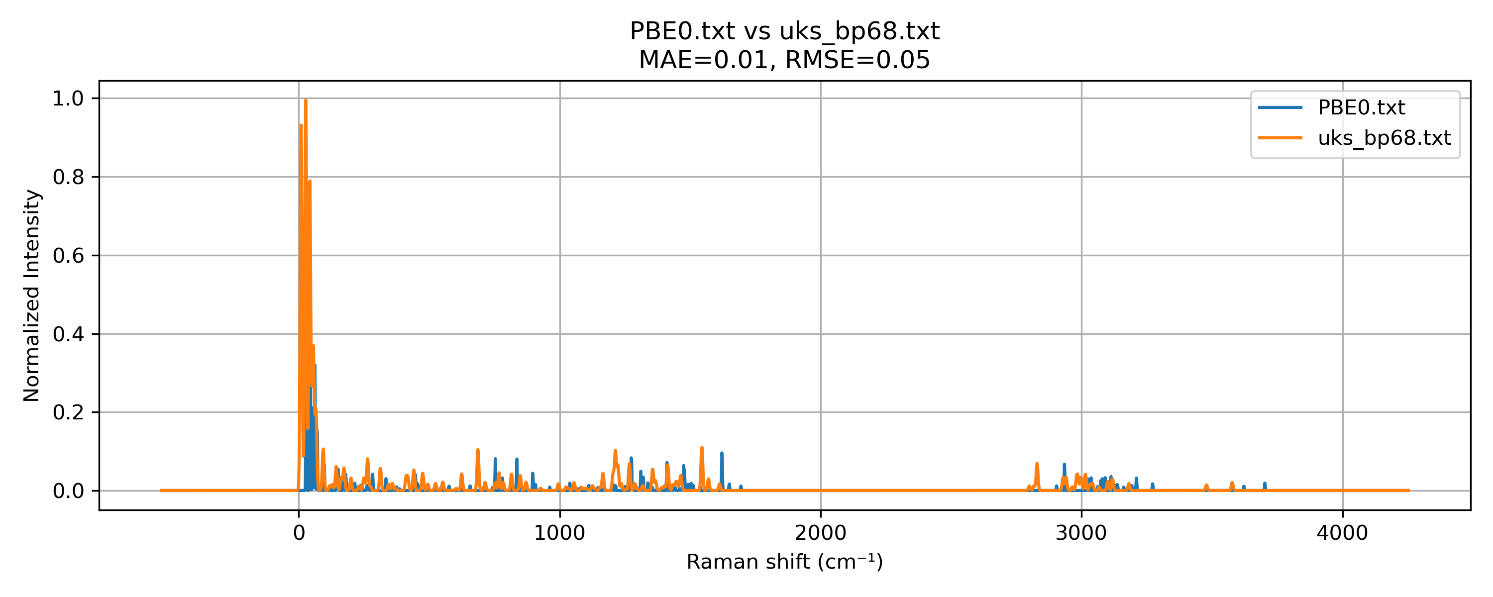 PBE0.txt vs uks_bp68.txt
MAE=0.01, RMSE=0.05
1.0
0.8
0.6
0.4
0.2
0.0
Normalized Intensity
PBE0.txt
uks_bp68.txt
0 1000 2000 3000 4000
Raman shift (cm⁻¹)